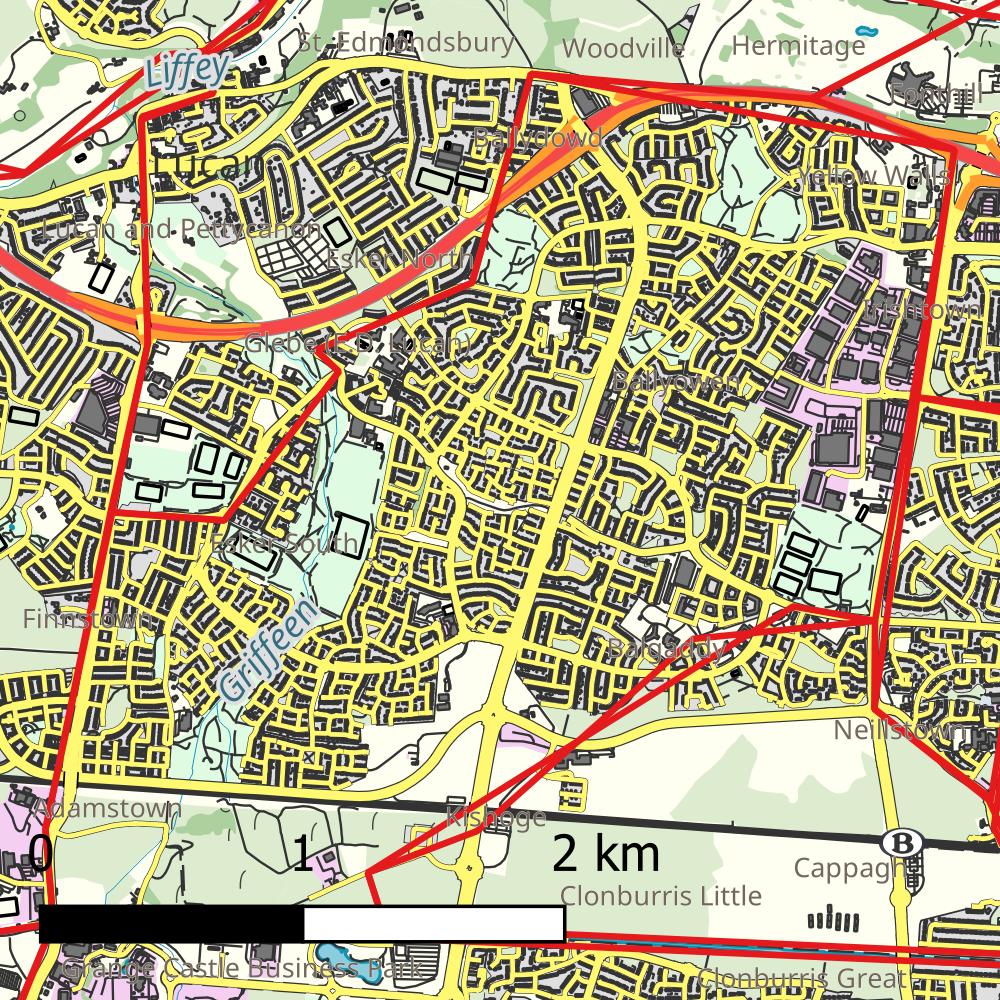 St. Edmondsbury
Woodville
Hermitage
Liffey
Fonthill
Ballydowd
Lucan
Yellow Walls
Lucan and Pettycanon
Esker North
Irishtown
Glebe (E.D. Lucan)
Ballyowen
Esker South
Finnstown
Griffeen
Balgaddy
Neillstown
Adamstown
Kishoge
B
0
1
2 km
Cappagh
Clonburris Little
Grange Castle Business Park
Clonburris Great